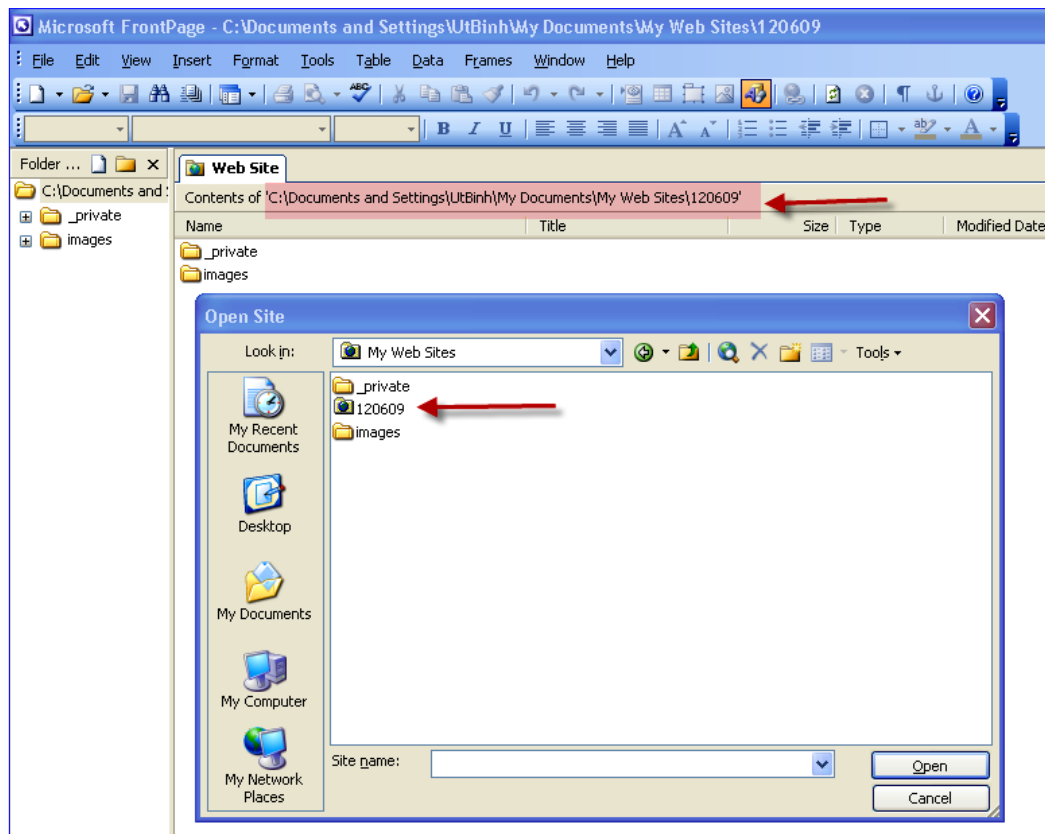 Microsoft FrontPage - C:\Documents and Settings\UtBinh\My Documents\My Web Sites\120609
File Edit View Insert Format Tools Table Data Frames Window Help
ABC
B I U A A ab A
Folder ...
Web Site
C:\Documents and
Contents of 'C:\Documents and Settings\UtBinh\My Documents\My Web Sites\120609'
_private
images
Name Title Size Type Modified Date
_private
images
Open Site
Look in: My Web Sites Tools
My Recent
Documents
Desktop
My Documents
My Computer
My Network
Places
_private
120609
images
Site name:
Open
Cancel